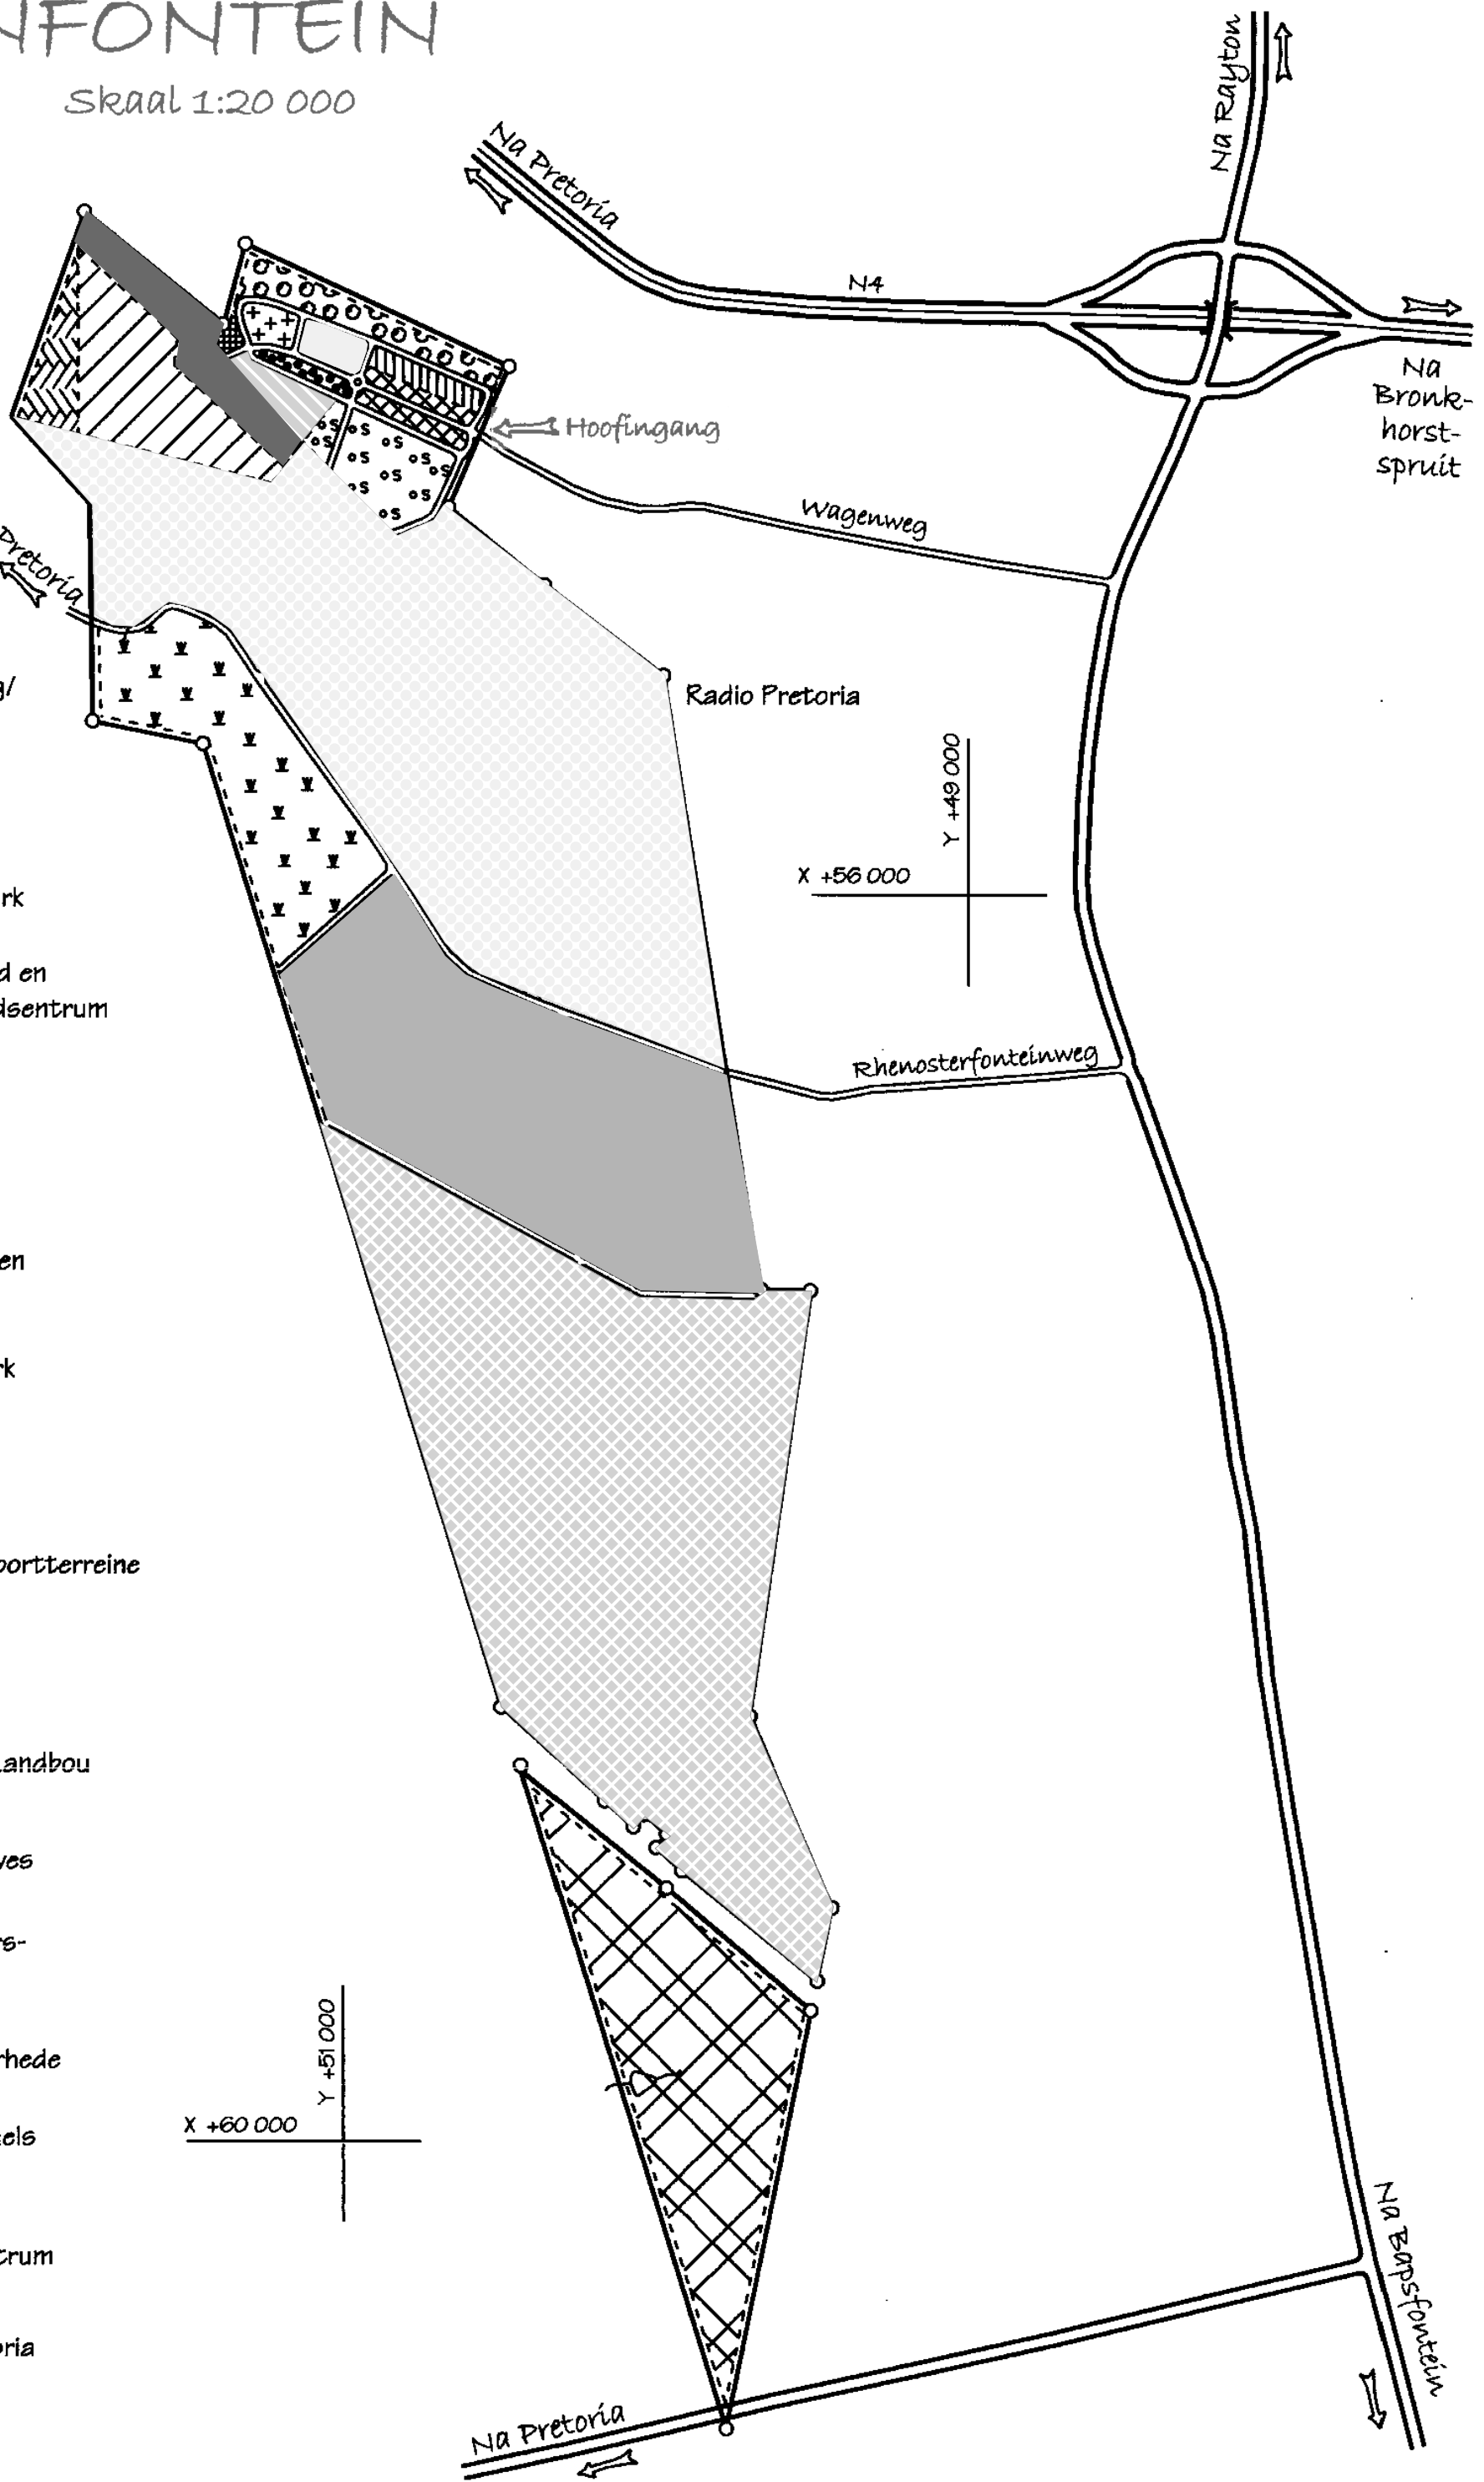 NFONTEIN
Skaal 1:20 000
Na Pretoria
Na Rayton
N4
Na
Bronk-
horst-
spruit
Hoofingang
Wagenweg
Pretoria
g/
Radio Pretoria
Y +49 000
X +56 000
rk
d en
dsentrum
Rhenosterfonteinweg
en
rk
oortterreine
Landbou
ves
rs-
rhede
Y +51 000
X +60 000
els
trum
oria
Na Bapsfontein
Na Pretoria